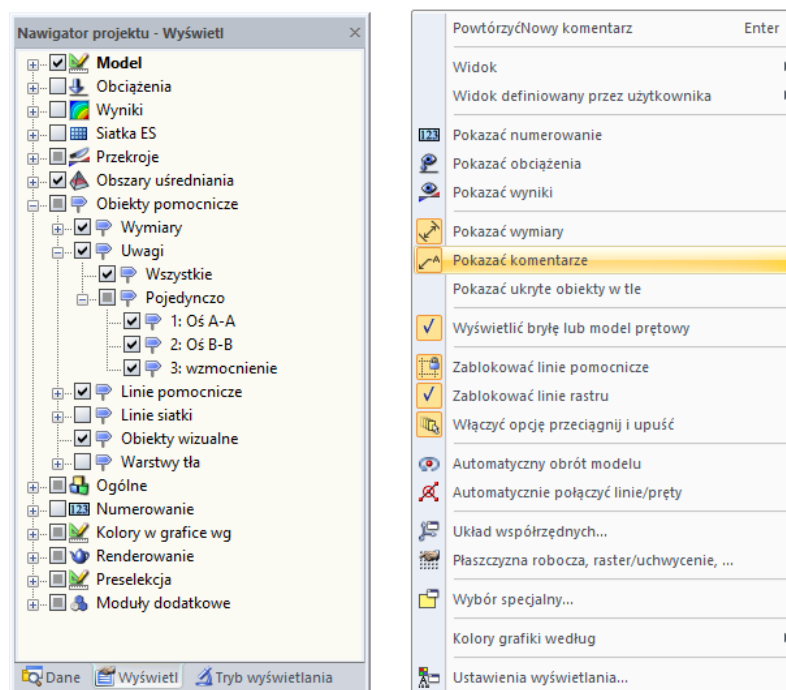 Nawigator projektu - Wyświetl
Model
Obciążenia
Wyniki
Siatka ES
Przekroje
Obszary uśredniania
Obiekty pomocnicze
Wymiary
Uwagi
Wszystkie
Pojedynczo
1: Oś A-A
2: Oś B-B
3: wzmocnienie
Linie pomocnicze
Linie siatki
Obiekty wizualne
Warstwy tła
Ogólne
123 Numerowanie
Kolory w grafice wg
Renderowanie
Preselekcja
Moduły dodatkowe
Dane Wyświetl Tryb wyświetlania
PowtórzyćNowy komentarz Enter
Widok
Widok definiowany przez użytkownika
123 Pokazać numerowanie
Pokazać obciążenia
Pokazać wyniki
Pokazać wymiary
A Pokazać komentarze
Pokazać ukryte obiekty w tle
Wyświetlić bryłę lub model prętowy
Zablokować linie pomocnicze
Zablokować linie rastru
Włączyć opcję przeciągnij i upuść
Automatyczny obrót modelu
Automatycznie połączyć linie/pręty
Układ współrzędnych...
Płaszczyzna robocza, raster/uchwycenie, ...
Wybór specjalny...
Kolory grafiki według
Ustawienia wyświetlania...